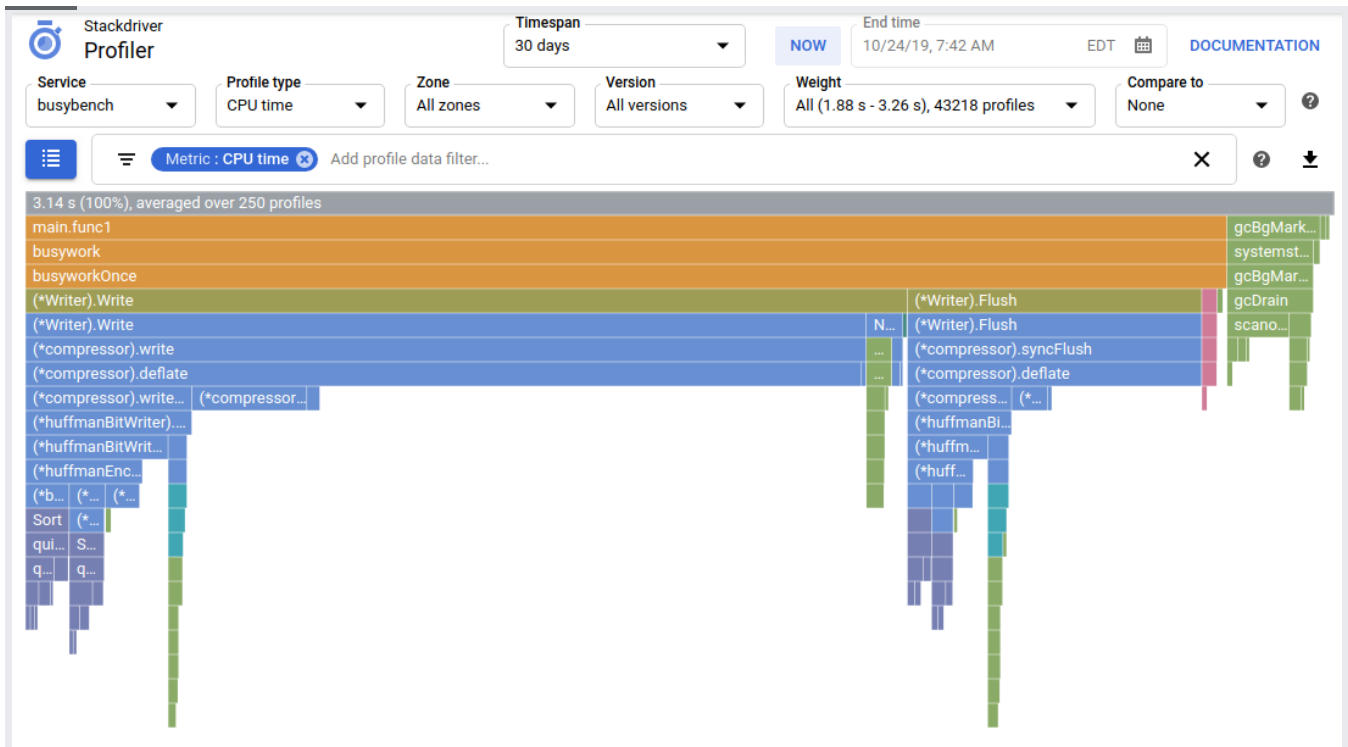 Stackdriver
Profiler
Timespan
30 days
NOW
End time
10/24/19, 7:42 AM EDT
DOCUMENTATION
Service
busybench
Profile type
CPU time
Zone
All zones
Version
All versions
Weight
All (1.88 s - 3.26 s), 43218 profiles
Compare to
None
Metric : CPU time
Add profile data filter...
3.14 s (100%), averaged over 250 profiles
main.func1 gcBgMark...
busywork systemst...
busyworkOnce gcBgMar...
(*Writer).Write (*Writer).Flush gcDrain
(*Writer).Write N... (*Writer).Flush scano...
(*compressor).write ... (*compressor).syncFlush
(*compressor).deflate ... (*compressor).deflate
(*compressor).write... (*compressor... (*compress... (*...
(*huffmanBitWriter).... (*huffmanBi...
(*huffmanBitWrit... (*huffm...
(*huffmanEnc... (*huff...
(*b... (*... (*...
Sort (*...
qui... S...
q... q...